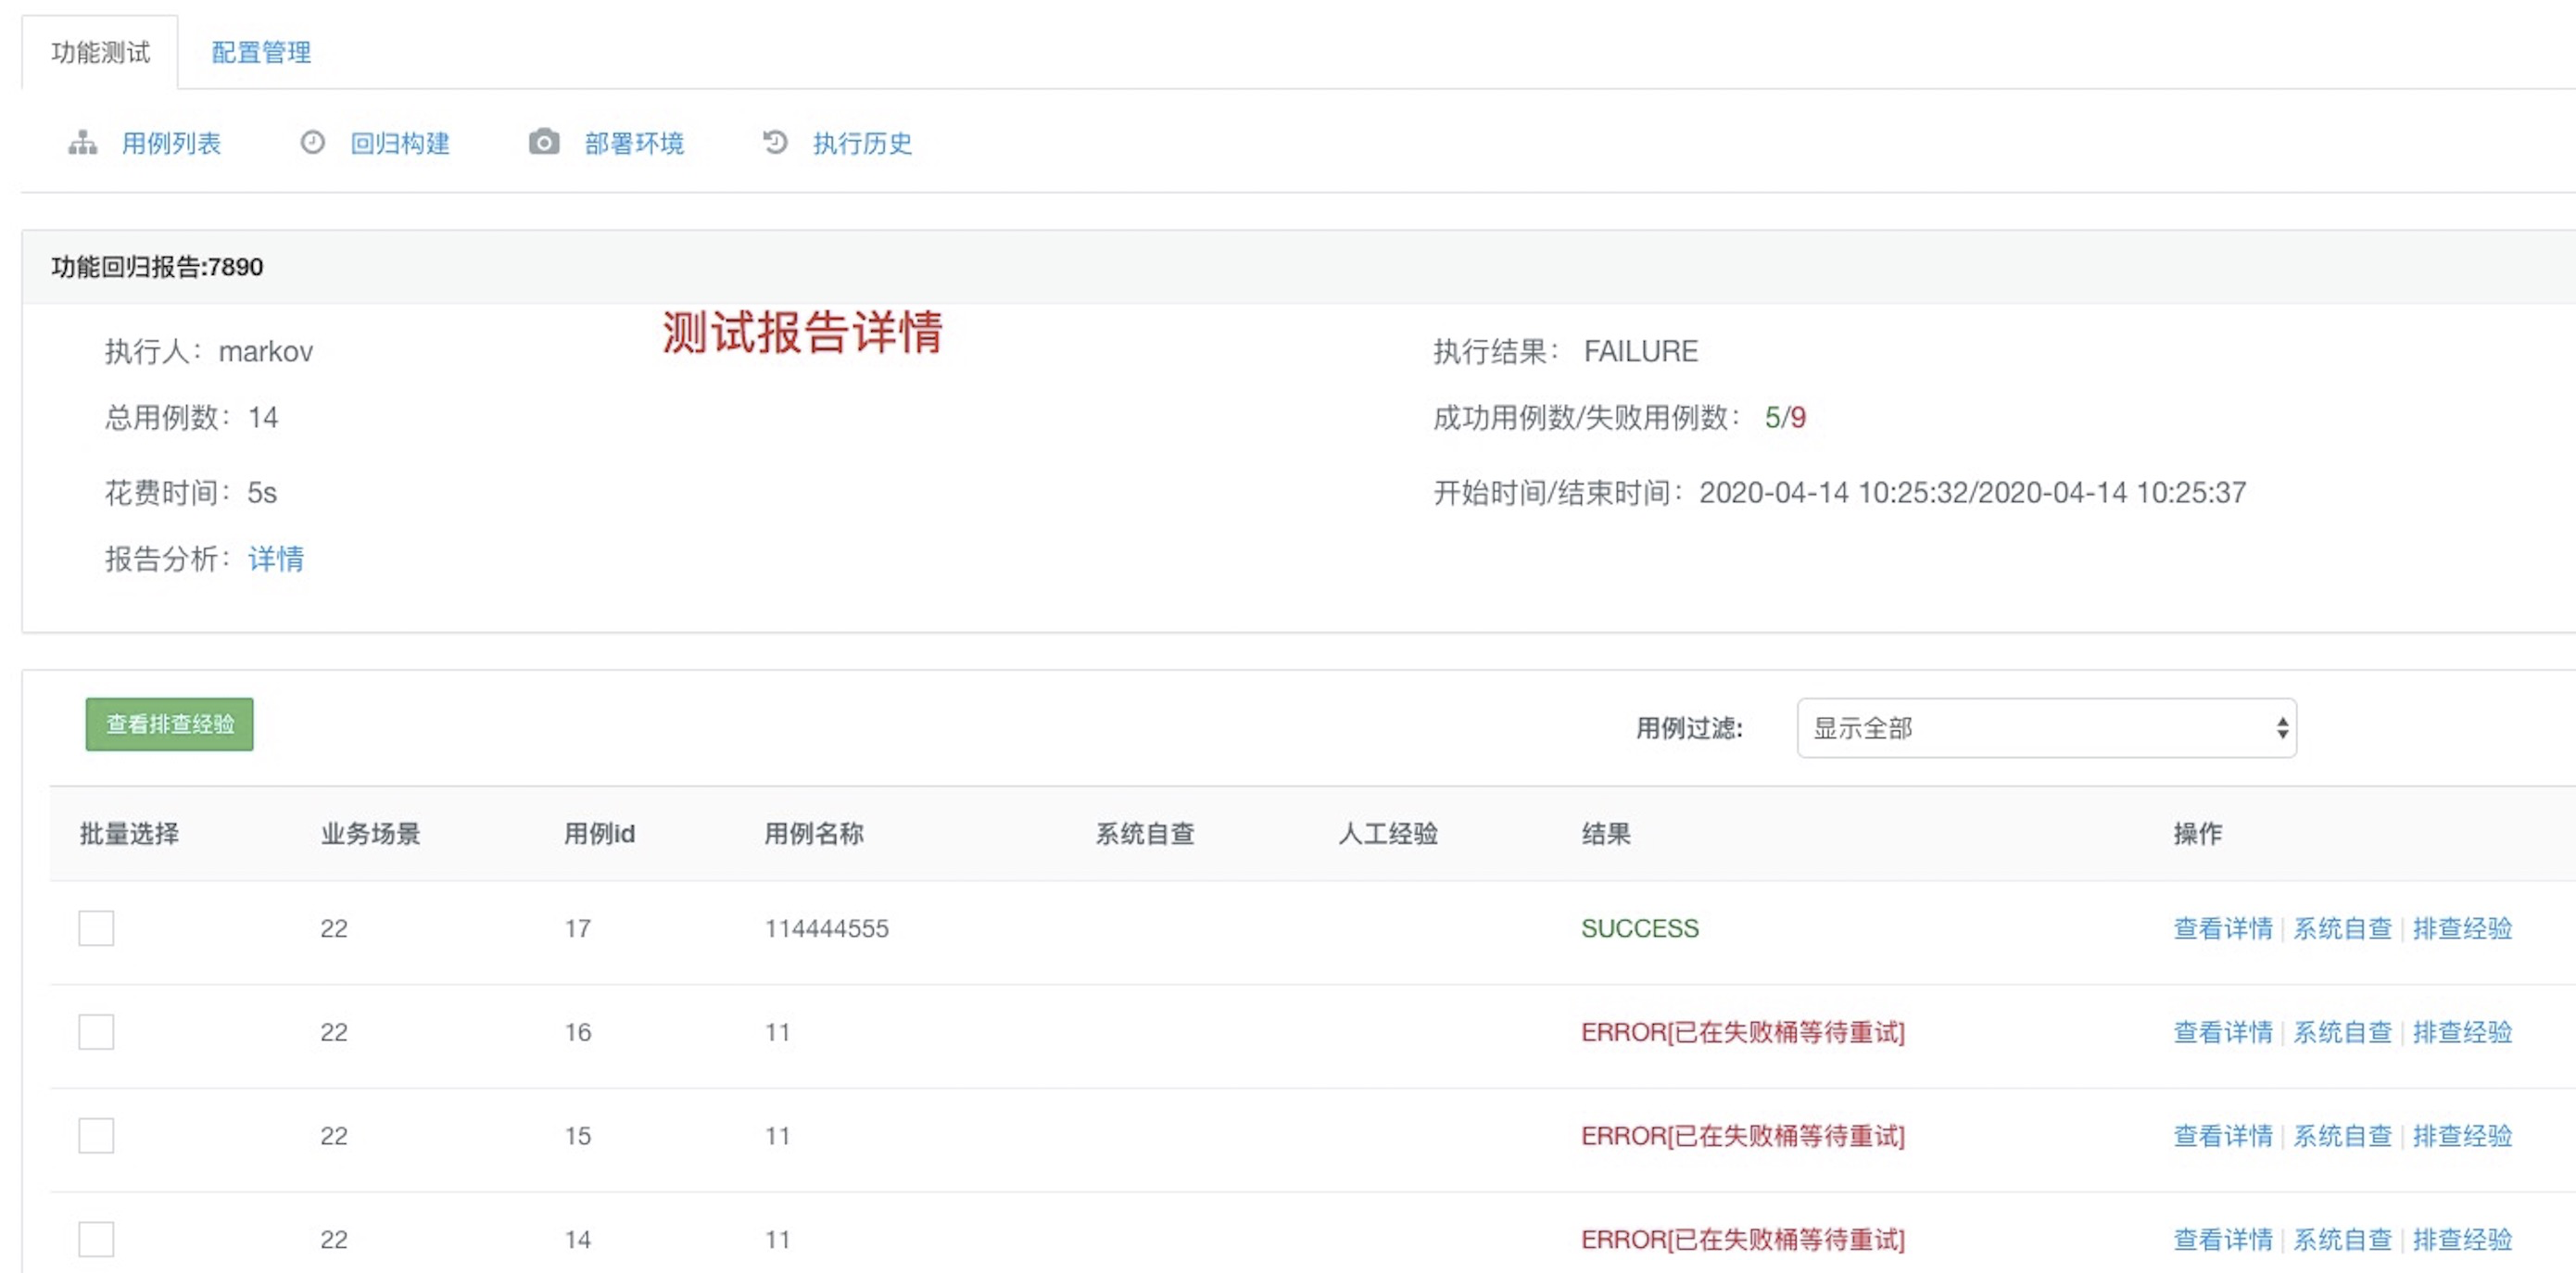 功能测试 配置管理
用例列表 回归构建 部署环境 执行历史
功能回归报告:7890
测试报告详情
执行人：markov 执行结果： FAILURE
总用例数：14 成功用例数/失败用例数： 5/9
花费时间：5s 开始时间/结束时间：2020-04-14 10:25:32/2020-04-14 10:25:37
报告分析：详情
查看排查经验 用例过滤: 显示全部
批量选择 业务场景 用例id 用例名称 系统自查 人工经验 结果 操作
22 17 114444555 SUCCESS 查看详情 | 系统自查 | 排查经验
22 16 11 ERROR[已在失败桶等待重试] 查看详情 | 系统自查 | 排查经验
22 15 11 ERROR[已在失败桶等待重试] 查看详情 | 系统自查 | 排查经验
22 14 11 ERROR[已在失败桶等待重试] 查看详情 | 系统自查 | 排查经验